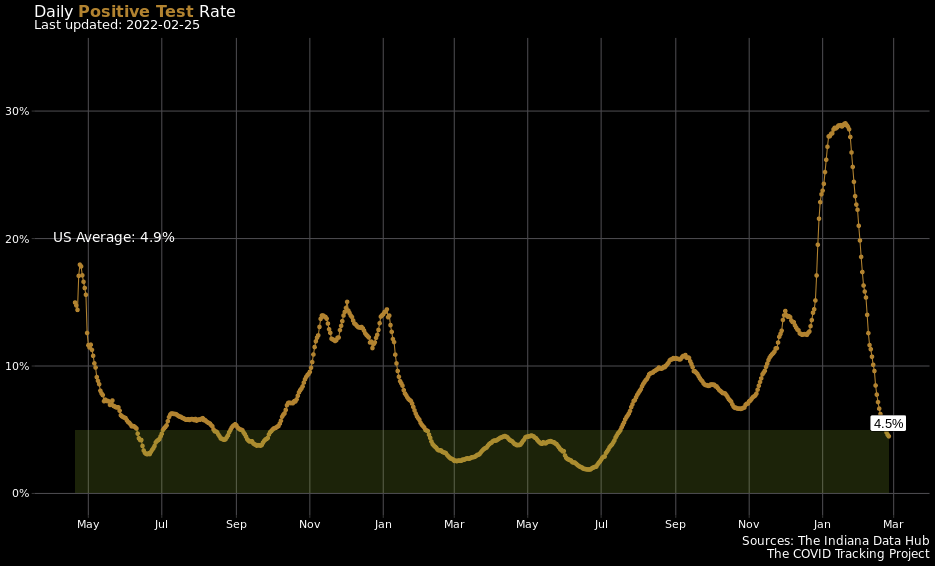 Daily Positive Test Rate
Last updated: 2022-02-25
30%
US Average: 4.9%
20%
10%
4.5%
0%
May Jul Sep Nov Jan Mar May Jul Sep Nov Jan Mar
Sources: The Indiana Data Hub
The COVID Tracking Project